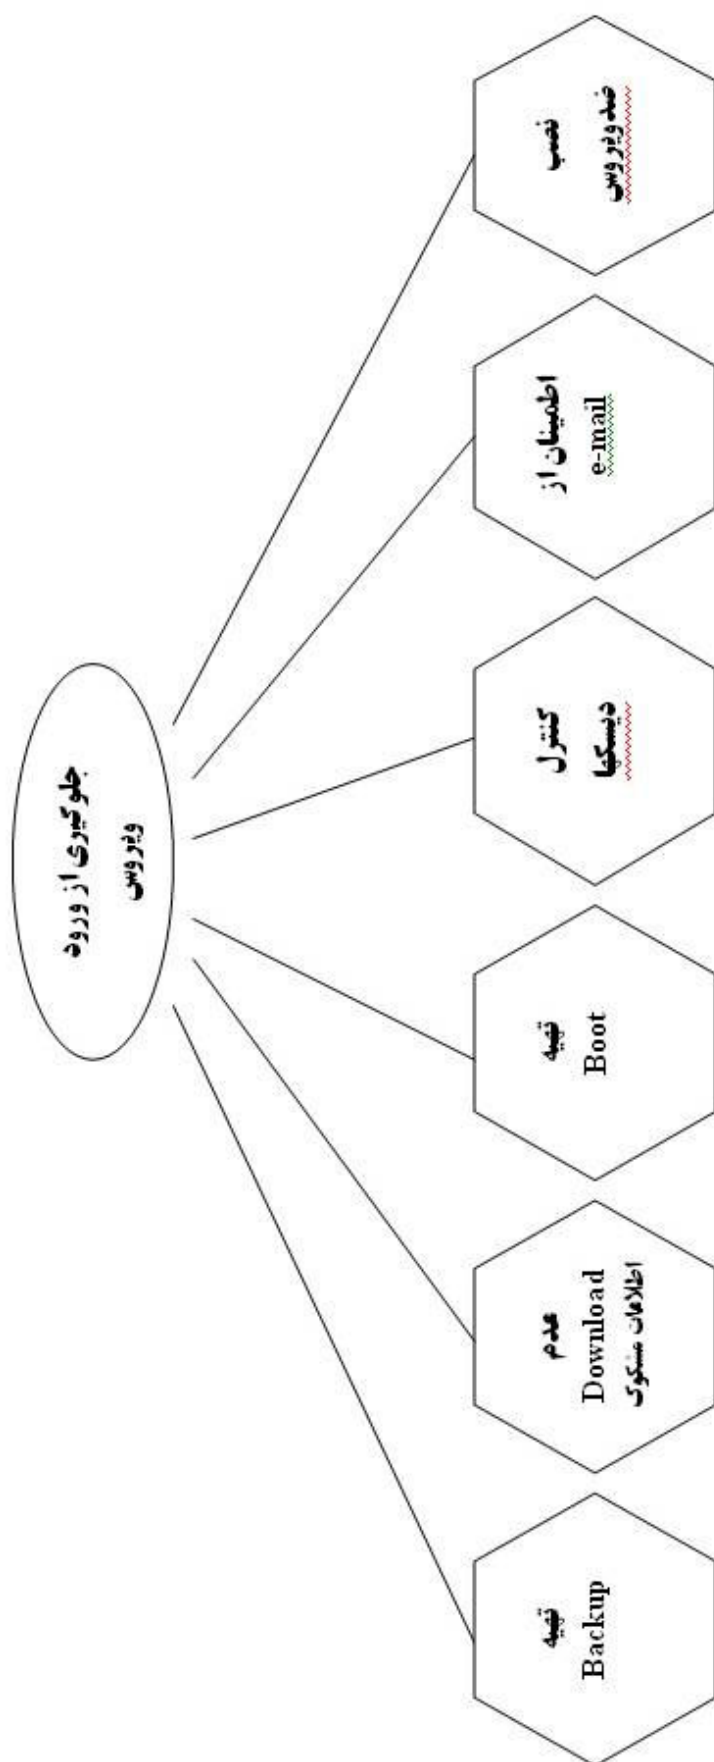 جلوگیری از ورود
ویروس
نصب
ضدویروس
اطمینان از
e-mail
کنترل
دیسکها
تهیه
Boot
عدم
Download
اطلاعات مشکوک
تهیه
Backup